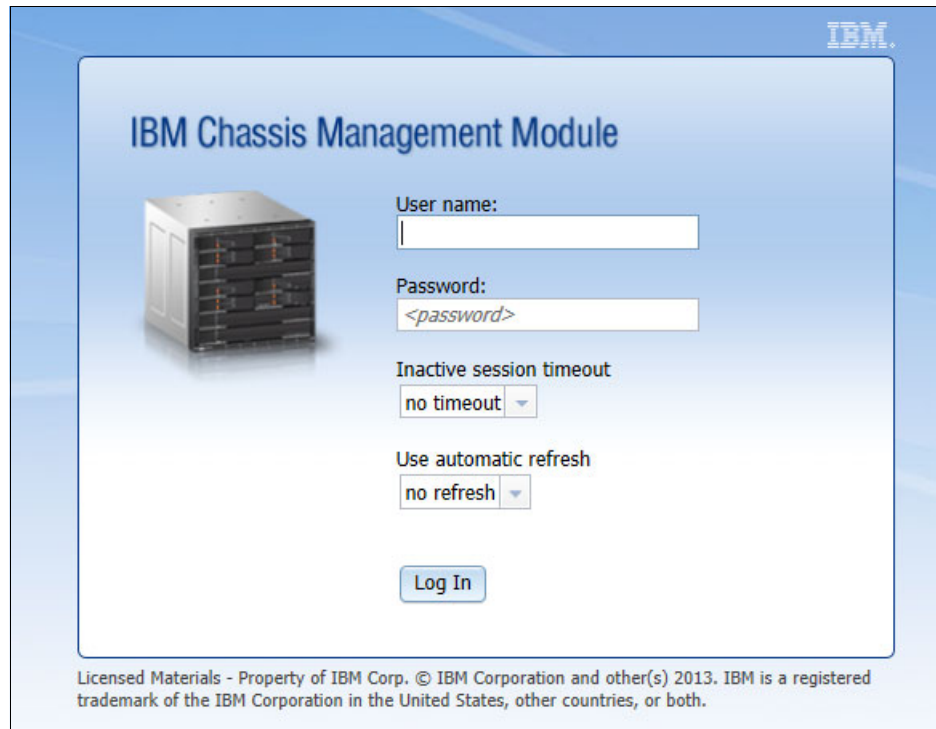 IBM.
IBM Chassis Management Module
User name:
Password:
<password>
Inactive session timeout
no timeout
Use automatic refresh
no refresh
Log In
Licensed Materials - Property of IBM Corp. © IBM Corporation and other(s) 2013. IBM is a registered
trademark of the IBM Corporation in the United States, other countries, or both.